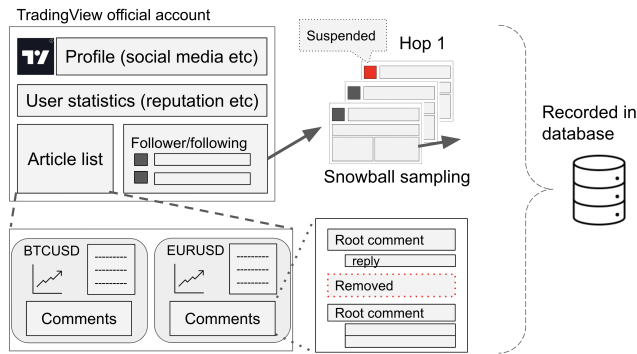 TradingView official account
Profile (social media etc)
User statistics (reputation etc)
Article list
Follower/following
Suspended
Hop 1
Snowball sampling
Recorded in
database
BTCUSD
Comments
EURUSD
Comments
Root comment
reply
Removed
Root comment